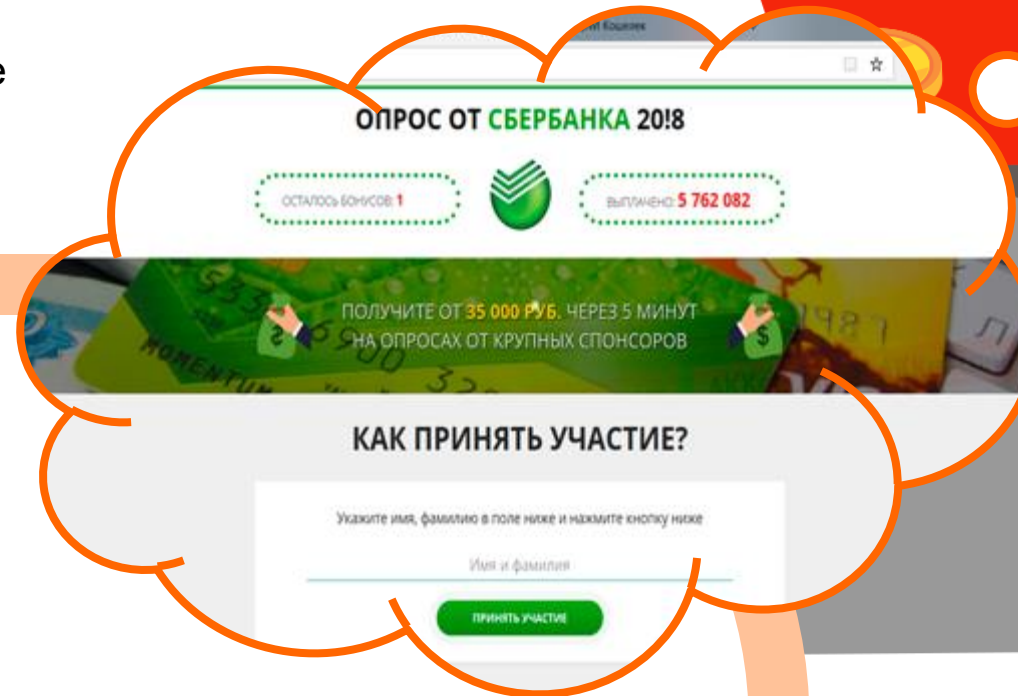 е
Кошелек
ОПРОС ОТ СБЕРБАНКА 20!8
ОСТАЛОСЬ БОНУСОВ: 1
ВЫПЛАЧЕНО: 5 762 082
ПОЛУЧИТЕ ОТ 35 000 РУБ. ЧЕРЕЗ 5 МИНУТ
НА ОПРОСАХ ОТ КРУПНЫХ СПОНСОРОВ
MOMENTUM
КАК ПРИНЯТЬ УЧАСТИЕ?
Укажите имя, фамилию в поле ниже и нажмите кнопку ниже
Имя и фамилия
ПРИНЯТЬ УЧАСТИЕ